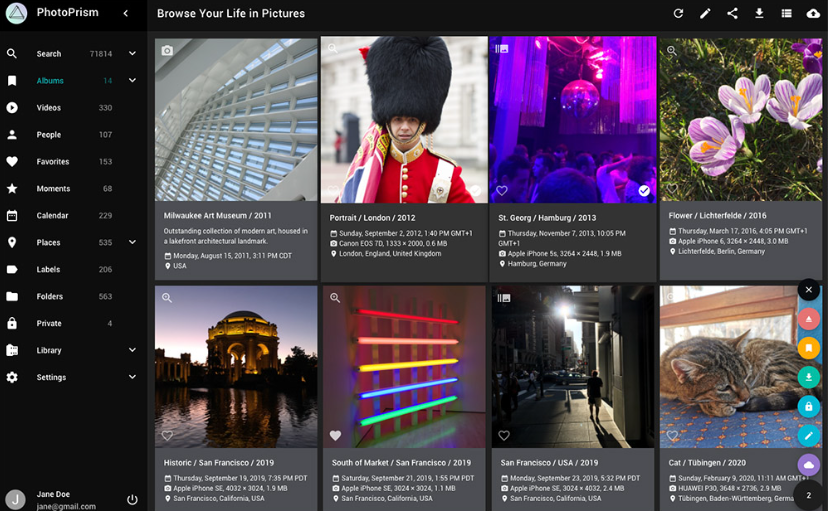 PhotoPrism
Browse Your Life in Pictures
Search 71814
Albums 14
Videos 330
People 107
Favorites 153
Moments 68
Calendar 229
Places 535
Labels 206
Folders 563
Private 4
Library
Settings
Jane Doe
jane@gmail.com
Milwaukee Art Museum / 2011
Outstanding collection of modern art, housed in
a lakefront architectural landmark.
Monday, August 15, 2011, 3:11 PM CDT
USA
Portrait / London / 2012
Sunday, September 2, 2012, 1:40 PM GMT+1
Canon EOS 7D, 1333 × 2000, 0.6 MB
London, England, United Kingdom
St. Georg / Hamburg / 2013
Thursday, November 7, 2013, 10:05 PM
GMT+1
Apple iPhone 5s, 3264 × 2448, 1.9 MB
Hamburg, Germany
Flower / Lichterfelde / 2016
Thursday, March 17, 2016, 4:05 PM GMT+1
Apple iPhone 6, 3264 × 2448, 3.0 MB
Lichterfelde, Berlin, Germany
Historic / San Francisco / 2019
Thursday, September 19, 2019, 7:35 PM PDT
Apple iPhone SE, 4032 × 3024, 1.9 MB
San Francisco, California, USA
South of Market / San Francisco / 2019
Saturday, September 21, 2019, 1:55 PM PDT
Apple iPhone SE, 3024 × 3024, 1.1 MB
San Francisco, California, USA
San Francisco / USA / 2019
Monday, September 23, 2019, 5:32 PM PDT
Apple iPhone SE, 3024 × 4032, 2.4 MB
San Francisco, California, USA
Cat / Tübingen / 2020
Sunday, February 9, 2020, 11:11 AM GMT+
HUAWEI P30, 3648 × 2736, 2.9 MB
Tübingen, Baden-Württemberg, Germa
2